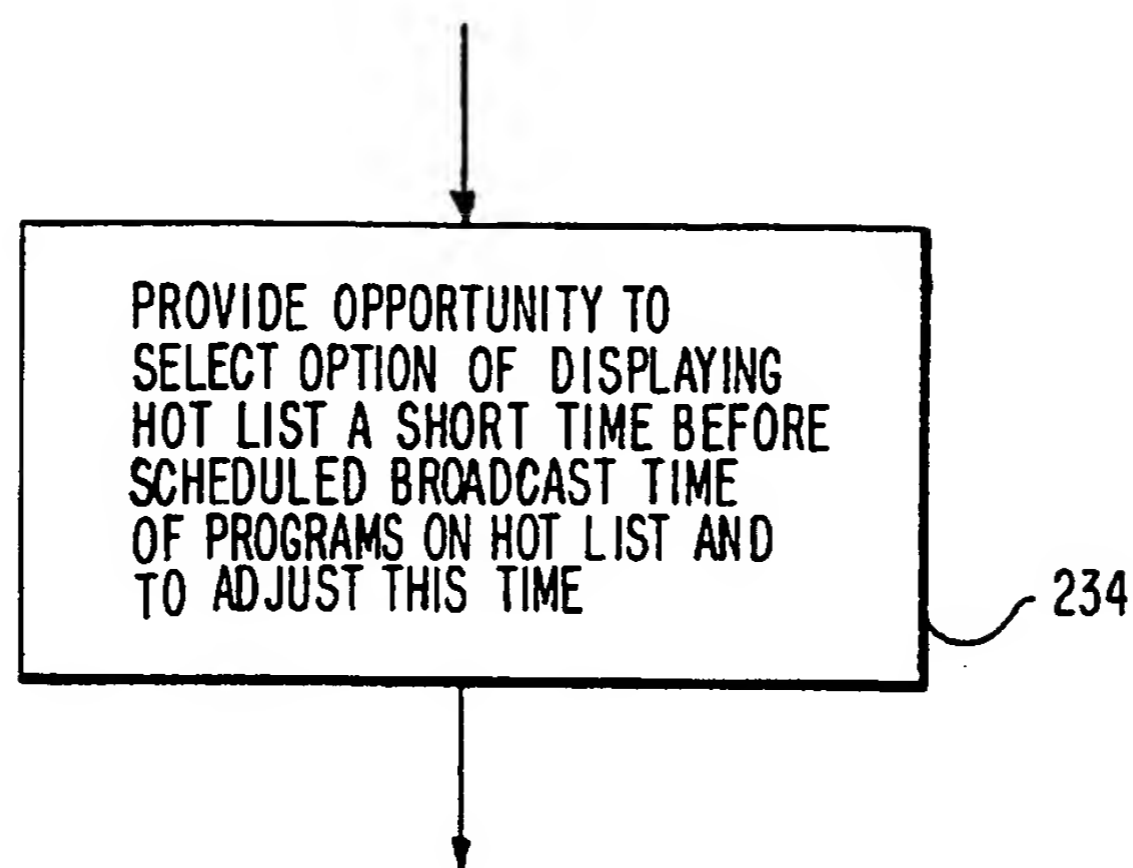 PROVIDE OPPORTUNITY TO
SELECT OPTION OF DISPLAYING
HOT LIST A SHORT TIME BEFORE
SCHEDULED BROADCAST TIME
OF PROGRAMS ON HOT LIST AND
TO ADJUST THIS TIME
234